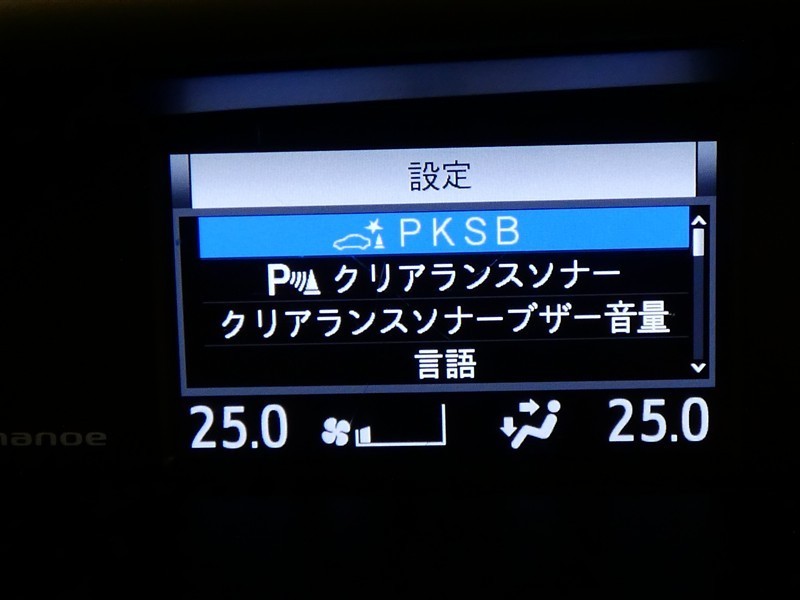 設定
PKSB
P クリアランスソナー
クリアランスソナーブザー音量
言語
25.0 25.0
anoe